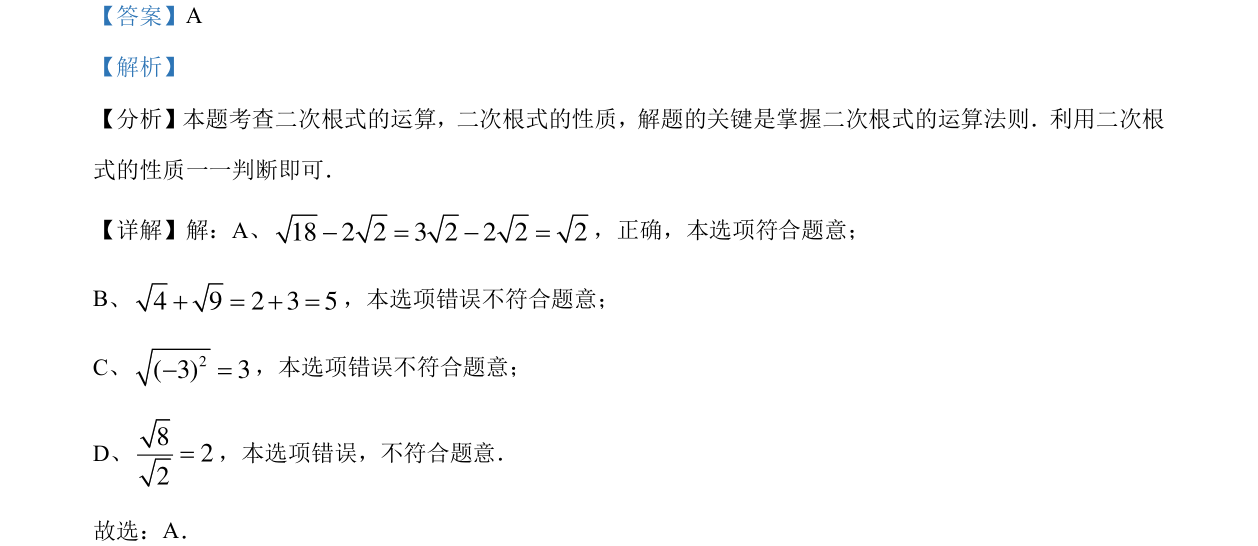 【答案】A
【解析】
【分析】本题考查二次根式的运算，二次根式的性质，解题的关键是掌握二次根式的运算法则．利用二次根
式的性质一一判断即可．
【详解】解：A、√18－2√2＝3√2－2√2＝√2，正确，本选项符合题意；
B、√4+√9＝2+3＝5，本选项错误不符合题意；
C、√((−3)²)＝3，本选项错误不符合题意；
D、√8/√2＝2，本选项错误，不符合题意．
故选：A．